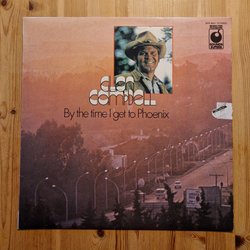 Glen
Campbell
By the time I get to Phoenix